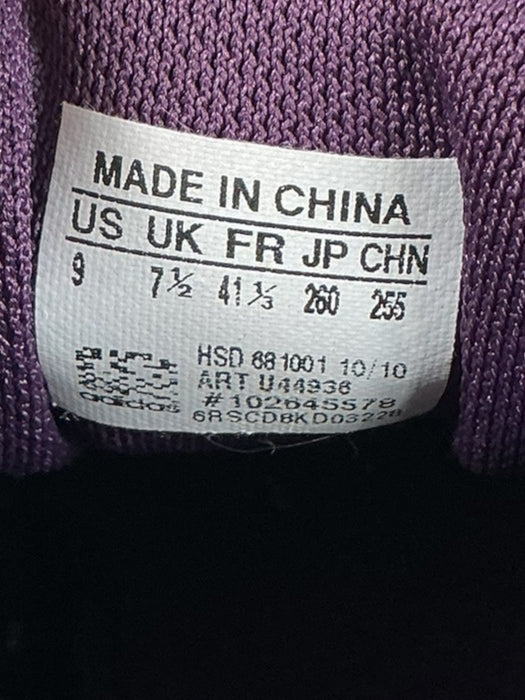 MADE IN CHINA
US UK FR JP CHN
9 7½ 41⅓ 260 255
HSD 681001 10/10
ART U44936
adidas #102645578